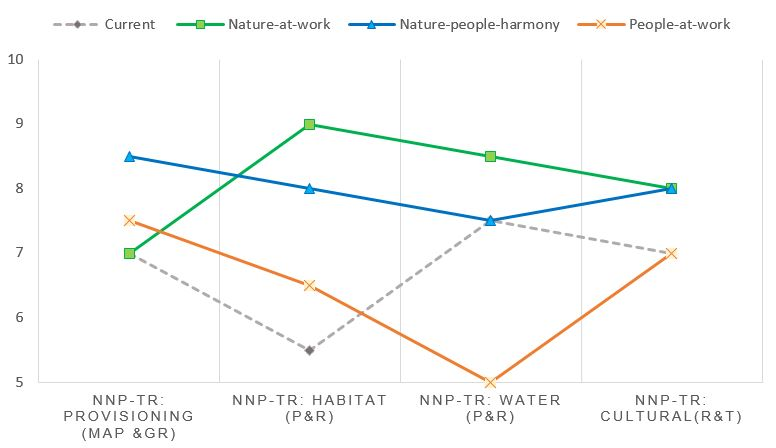 Current Nature-at-work Nature-people-harmony People-at-work
10
9
8
7
6
5
NNP-TR: PROVISIONING (MAP &GR)
NNP-TR: HABITAT (P&R)
NNP-TR: WATER (P&R)
NNP-TR: CULTURAL(R&T)